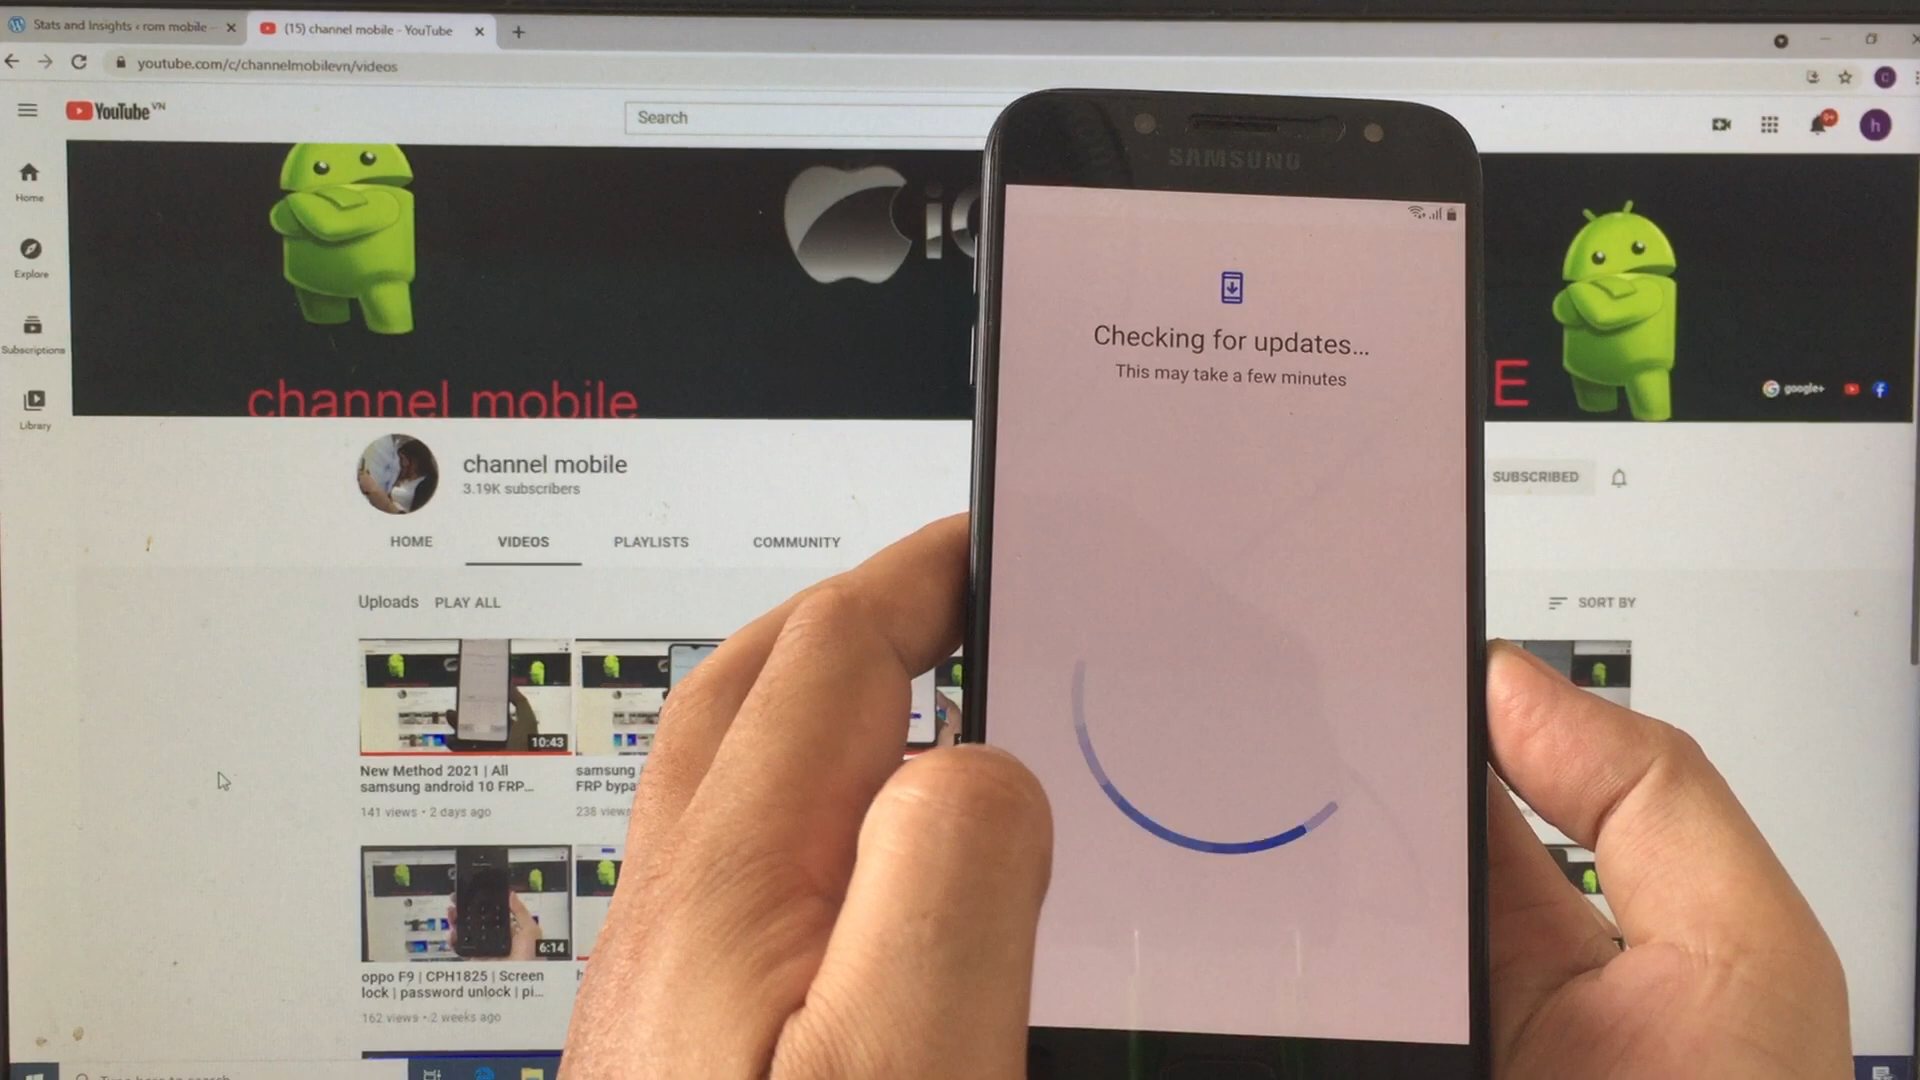 Stats and Insights ‹ rom mobile
(15) channel mobile - YouTube
youtube.com/c/channelmobilevn/videos
YouTube VN
Search
h
Home
Explore
Subscriptions
Library
channel mobile
E
google+
channel mobile
3.19K subscribers
SUBSCRIBED
HOME
VIDEOS
PLAYLISTS
COMMUNITY
Uploads
PLAY ALL
SORT BY
10:43
New Method 2021 | All
samsung android 10 FRP...
141 views • 2 days ago
samsung
FRP bypa
238 views
6:14
oppo F9 | CPH1825 | Screen
lock | password unlock | pi...
162 views • 2 weeks ago
SAMSUNG
Checking for updates...
This may take a few minutes